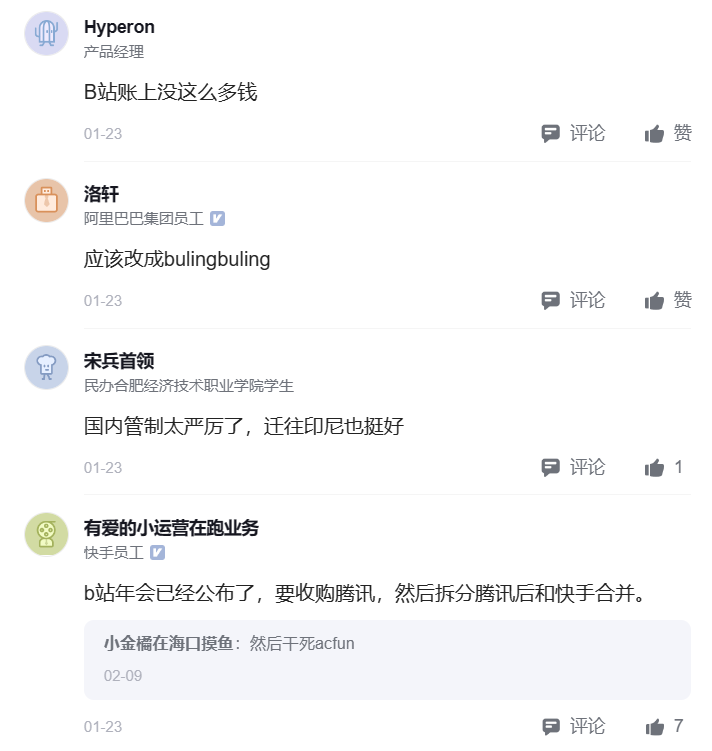 Hyperon
产品经理
B站账上没这么多钱
01-23
评论
赞
洛轩
阿里巴巴集团员工
应该改成bulingbuling
01-23
评论
赞
宋兵首领
民办合肥经济技术职业学院学生
国内管制太严厉了，迁往印尼也挺好
01-23
评论
1
有爱的小运营在跑业务
快手员工
b站年会已经公布了，要收购腾讯，然后拆分腾讯后和快手合并。
小金橘在海口摸鱼：然后干死acfun
02-09
01-23
评论
7